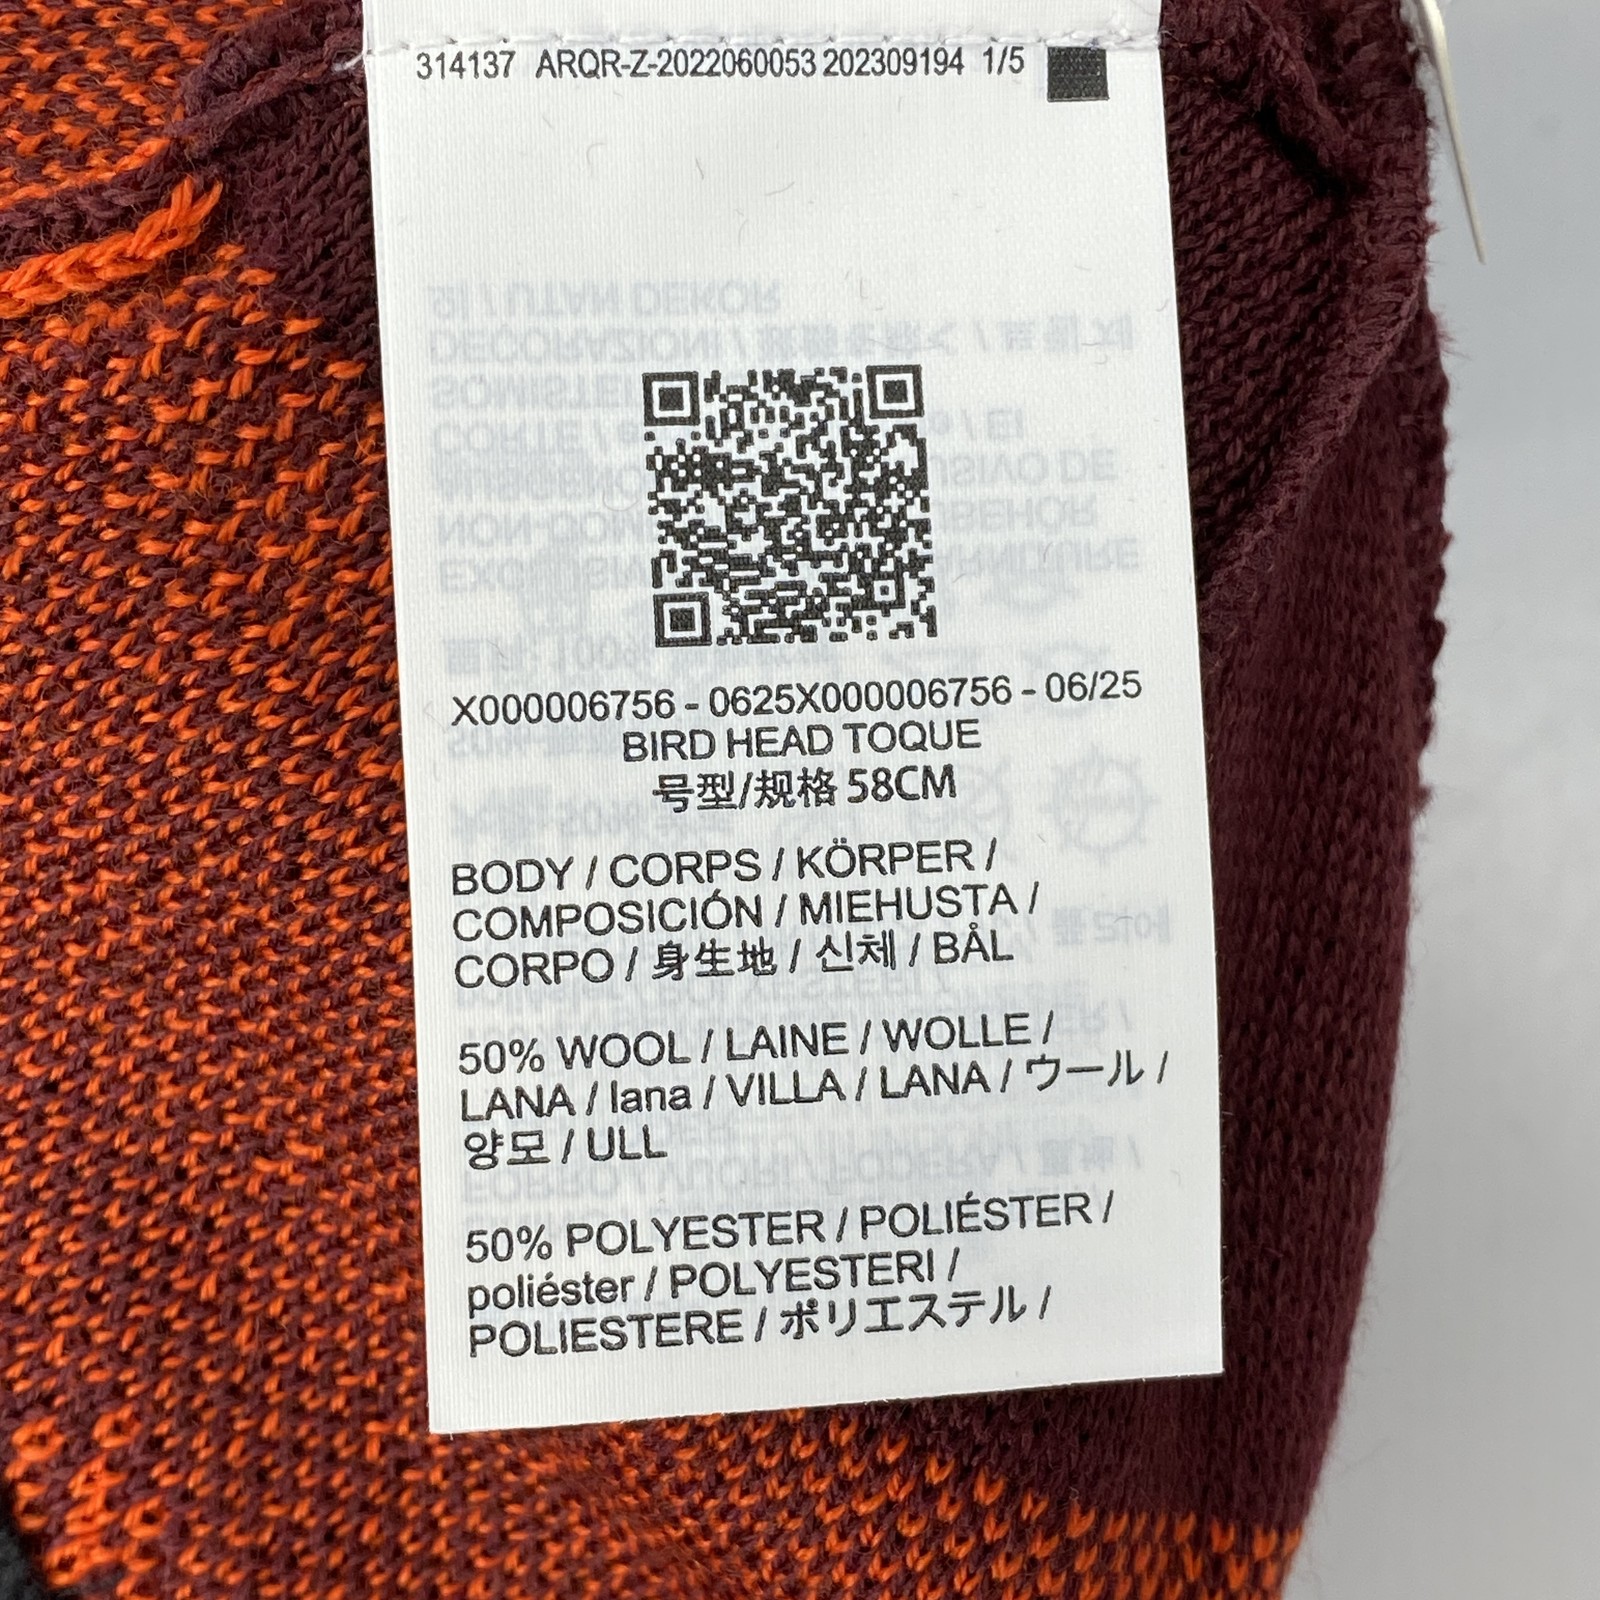 314137 ARQR-Z-2022060053 202309194 1/5
X000006756 - 0625X000006756 - 06/25
BIRD HEAD TOQUE
号型/规格 58CM
BODY / CORPS / KÖRPER /
COMPOSICIÓN / MIEHUSTA /
CORPO / 身生地 / 신체 / BÅL
50% WOOL / LAINE / WOLLE /
LANA / lana / VILLA / LANA / ウール /
양모 / ULL
50% POLYESTER / POLIÉSTER /
poliéster / POLYESTERI /
POLIESTERE / ポリエステル /